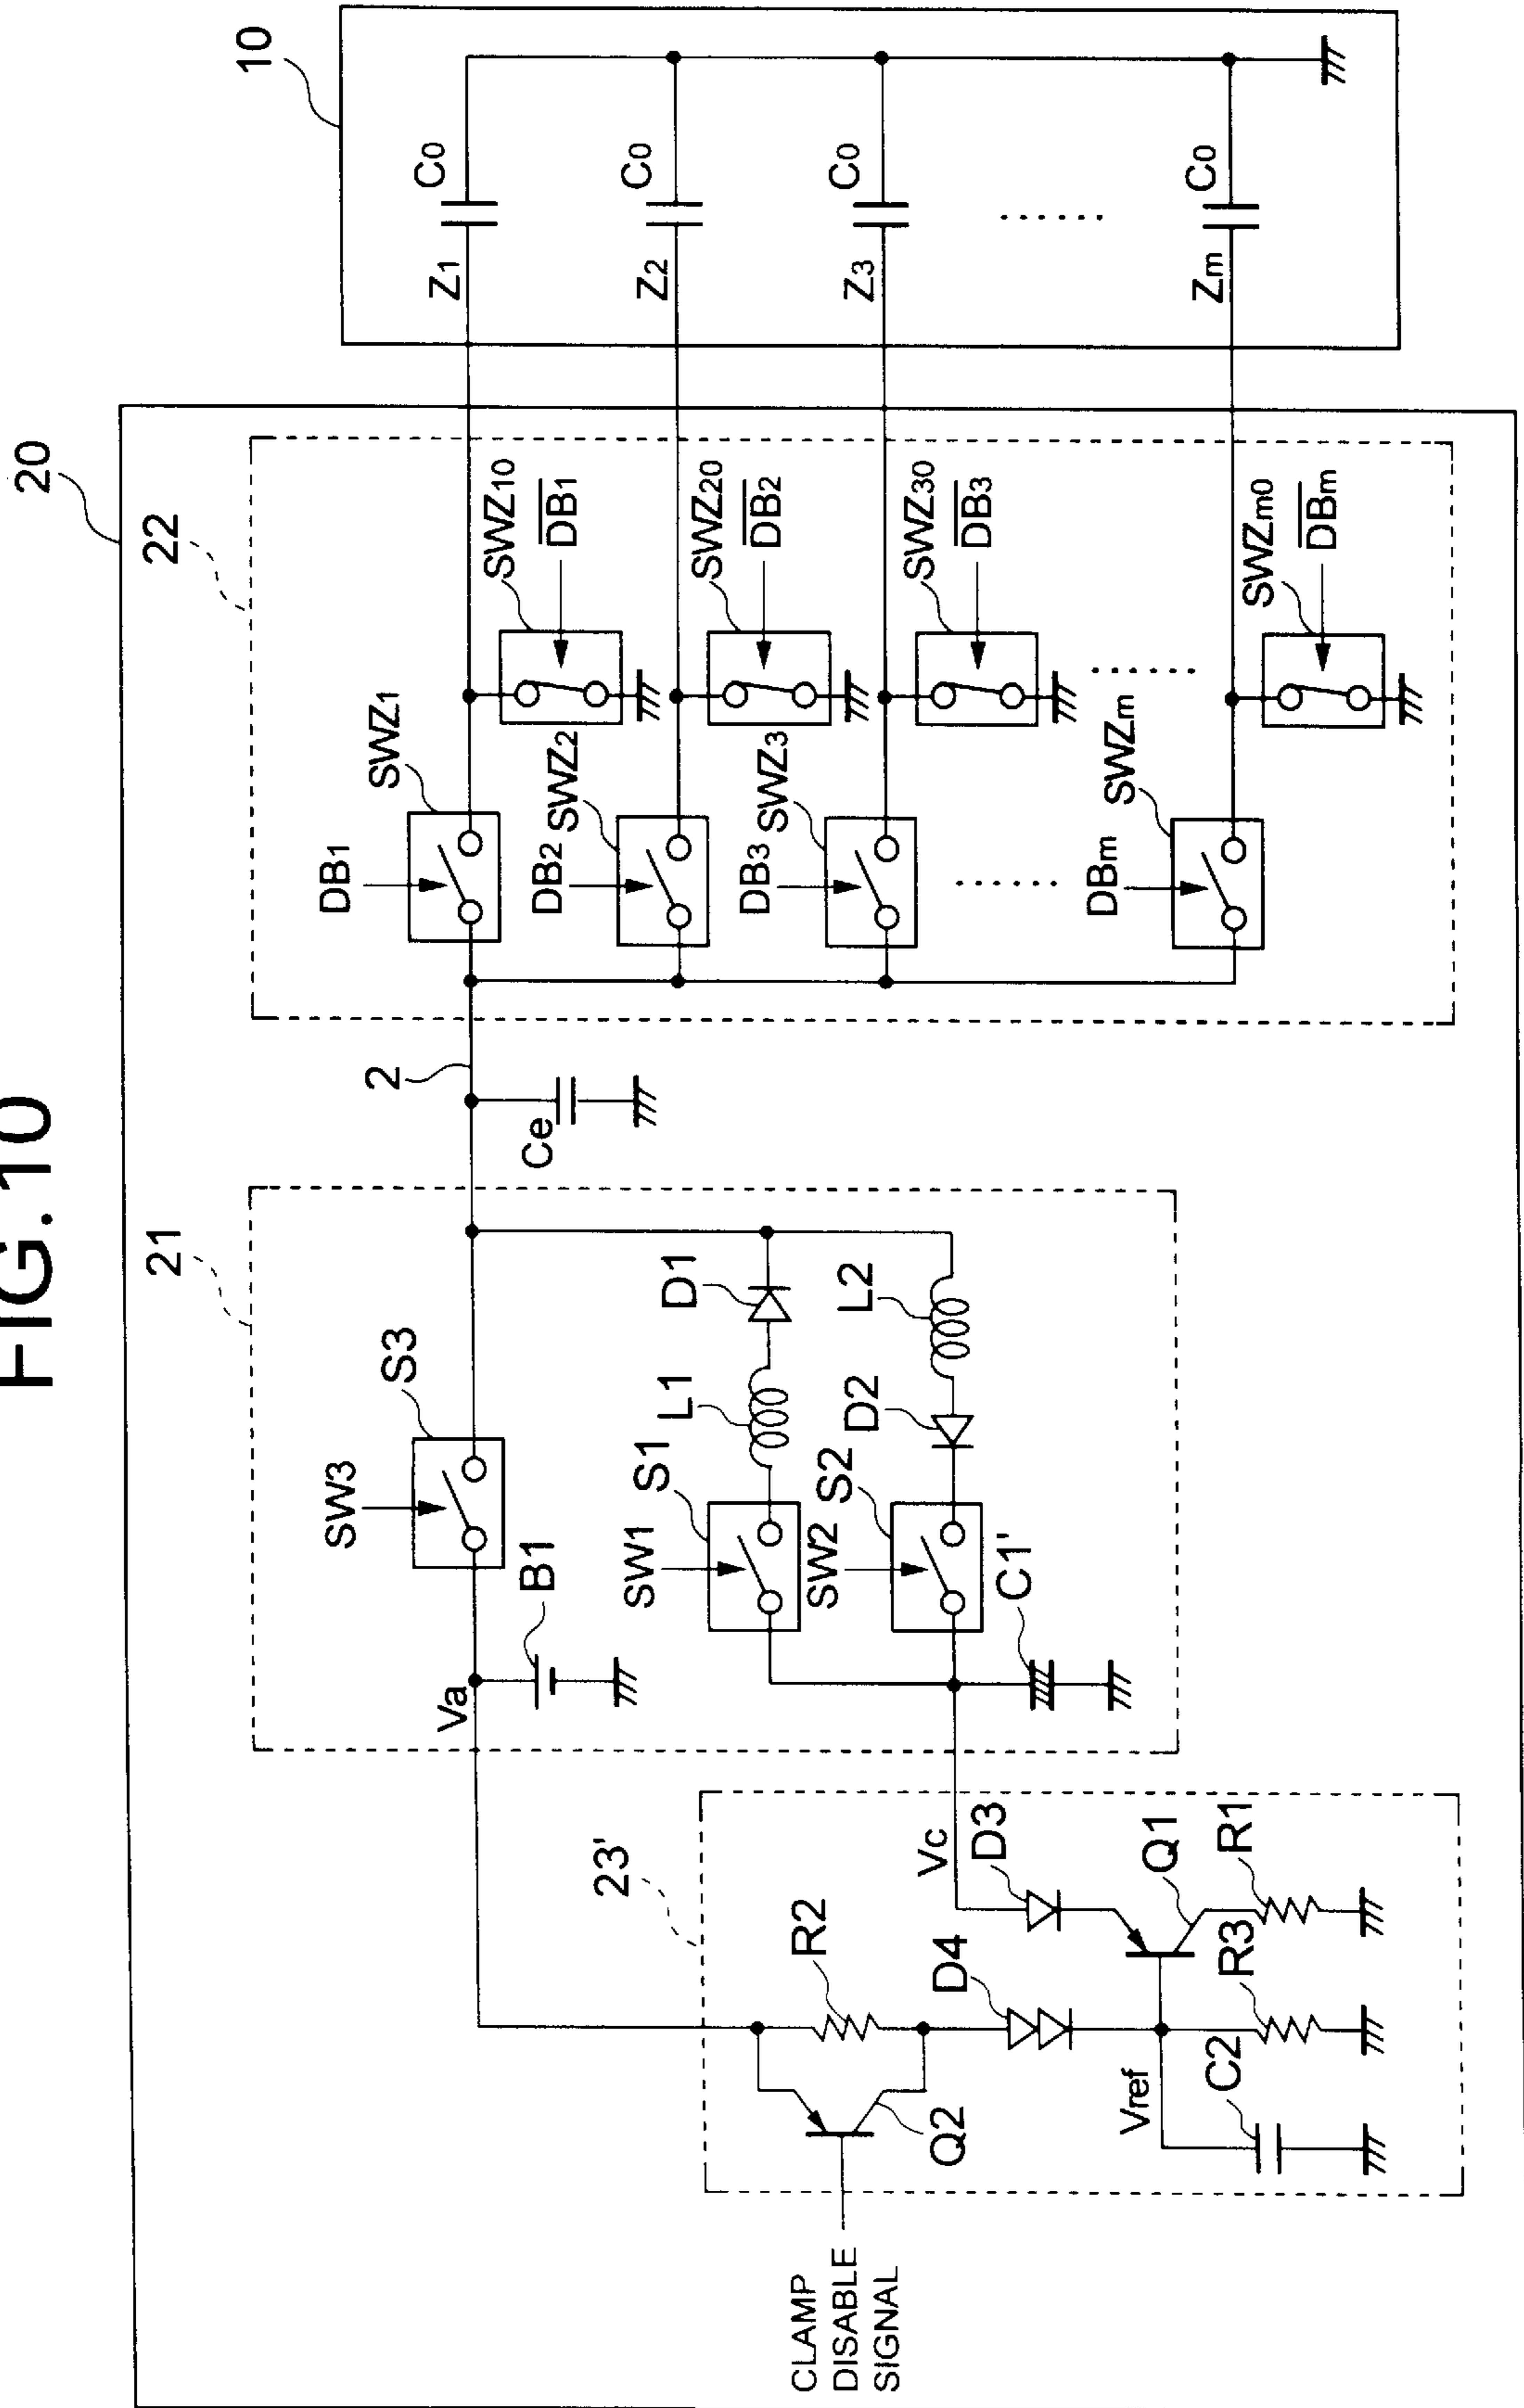 FIG.10
20
10
21
22
23'
CLAMP
DISABLE
SIGNAL
Q2
R2
D4
Vref
C2
R3
Q1
R1
D3
Vc
Va
B1
SW3
S3
SW1
S1
L1
D1
SW2
S2
D2
L2
C1'
2
Ce
DB1
SWZ1
SWZ10
DB1
DB2
SWZ2
SWZ20
DB2
DB3
SWZ3
SWZ30
DB3
......
......
DBm
SWZm
SWZm0
DBm
Z1
C0
Z2
C0
Z3
C0
......
Zm
C0